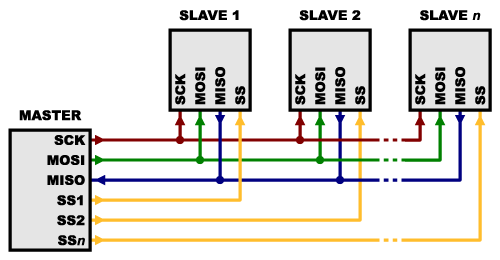 SLAVE 1 SLAVE 2 SLAVE n
SCK MOSI MISO SS SCK MOSI MISO SS SCK MOSI MISO SS
MASTER
SCK
MOSI
MISO
SS1
SS2
SSn